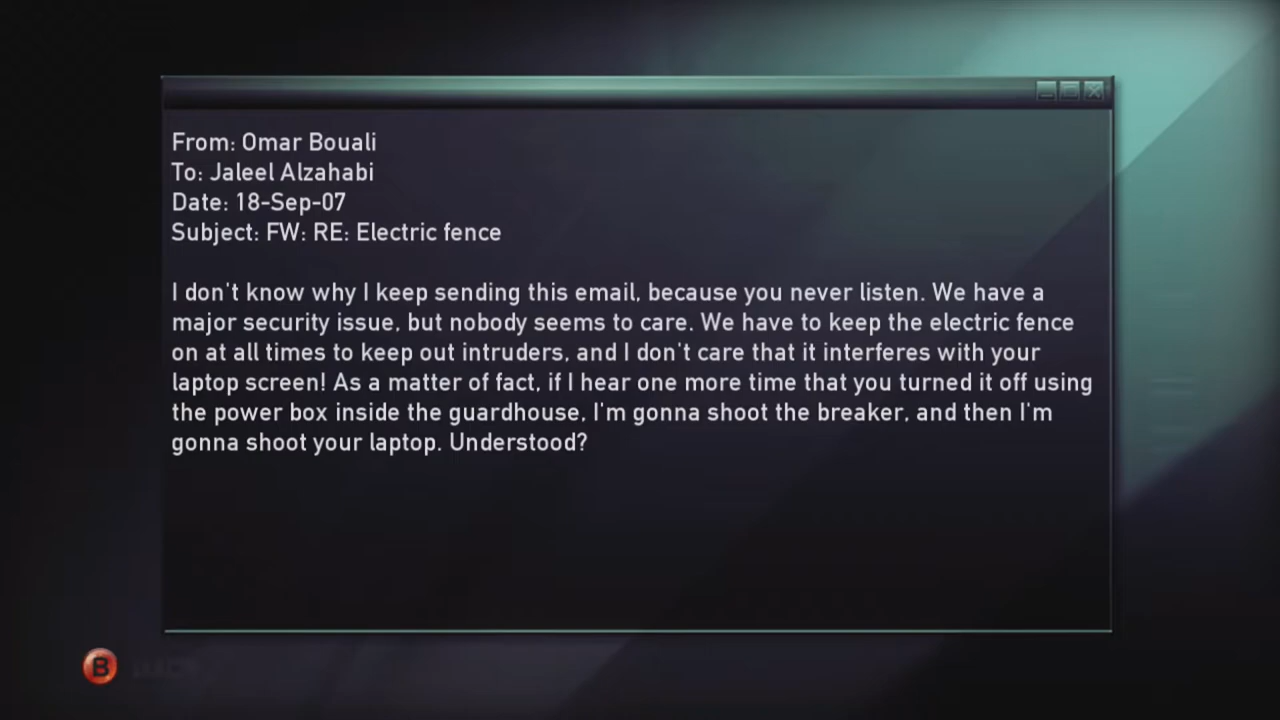 From: Omar Bouali
To: Jaleel Alzahabi
Date: 18-Sep-07
Subject: FW: RE: Electric fence
I don't know why I keep sending this email, because you never listen. We have a
major security issue, but nobody seems to care. We have to keep the electric fence
on at all times to keep out intruders, and I don't care that it interferes with your
laptop screen! As a matter of fact, if I hear one more time that you turned it off using
the power box inside the guardhouse, I'm gonna shoot the breaker, and then I'm
gonna shoot your laptop. Understood?
B